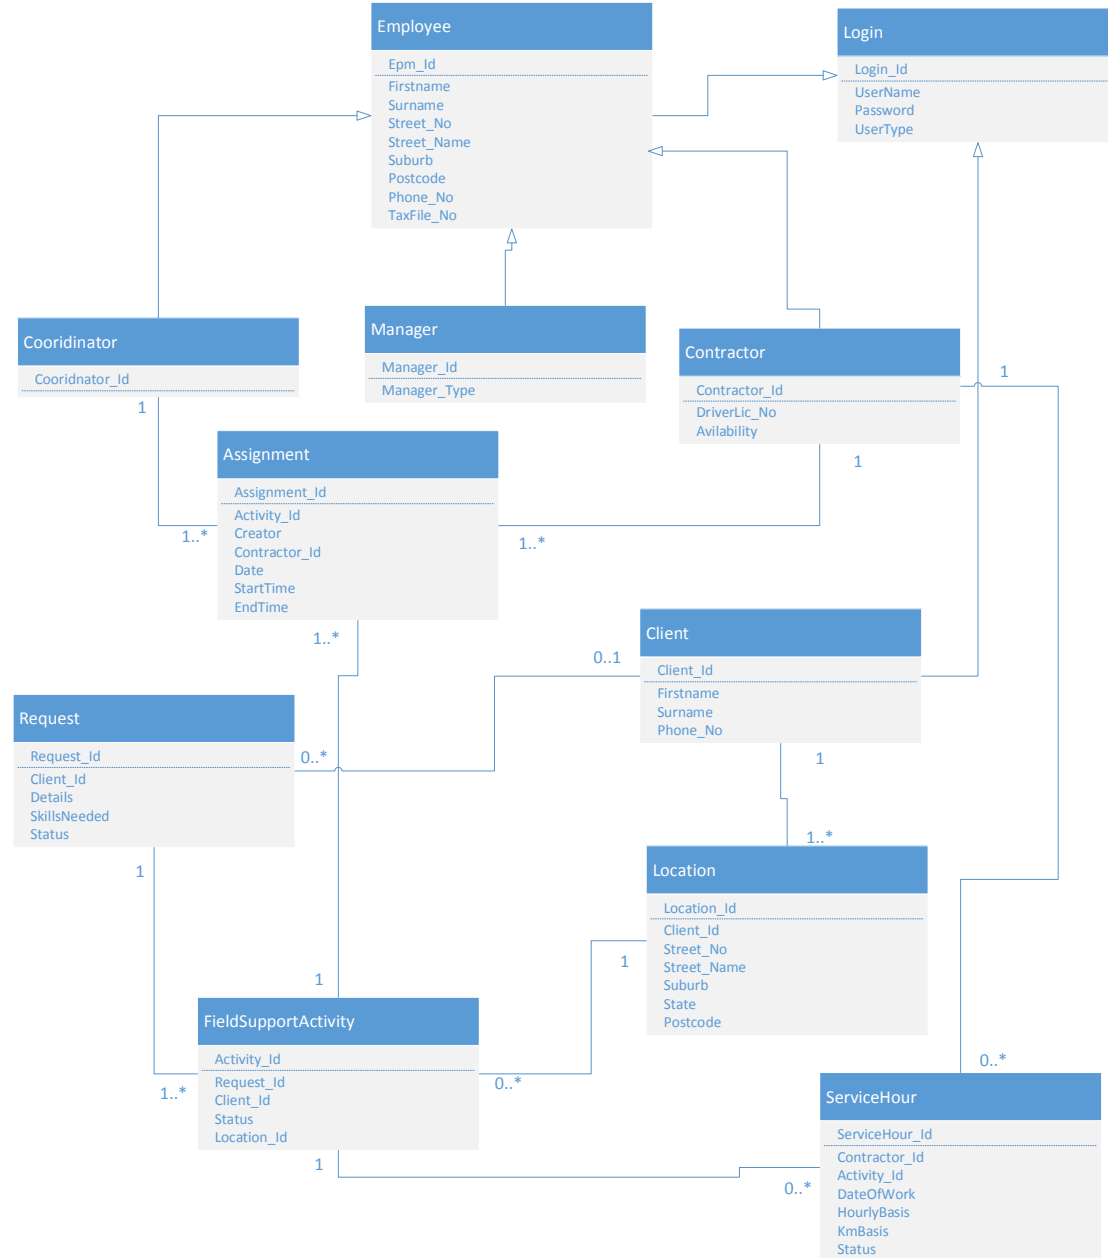 Employee
Epm_Id
Firstname
Surname
Street_No
Street_Name
Suburb
Postcode
Phone_No
TaxFile_No
Login
Login_Id
UserName
Password
UserType
Cooridinator
Cooridnator_Id
1
Manager
Manager_Id
Manager_Type
Contractor
Contractor_Id
DriverLic_No
Avilability
1
1
Assignment
Assignment_Id
Activity_Id
Creator
Contractor_Id
Date
StartTime
EndTime
1..*
1..*
1..*
Client
Client_Id
Firstname
Surname
Phone_No
0..1
1
Request
Request_Id
Client_Id
Details
SkillsNeeded
Status
0..*
1
1..*
Location
Location_Id
Client_Id
Street_No
Street_Name
Suburb
State
Postcode
1
1
FieldSupportActivity
Activity_Id
Request_Id
Client_Id
Status
Location_Id
1..*
0..*
1
0..*
ServiceHour
ServiceHour_Id
Contractor_Id
Activity_Id
DateOfWork
HourlyBasis
KmBasis
Status
0..*